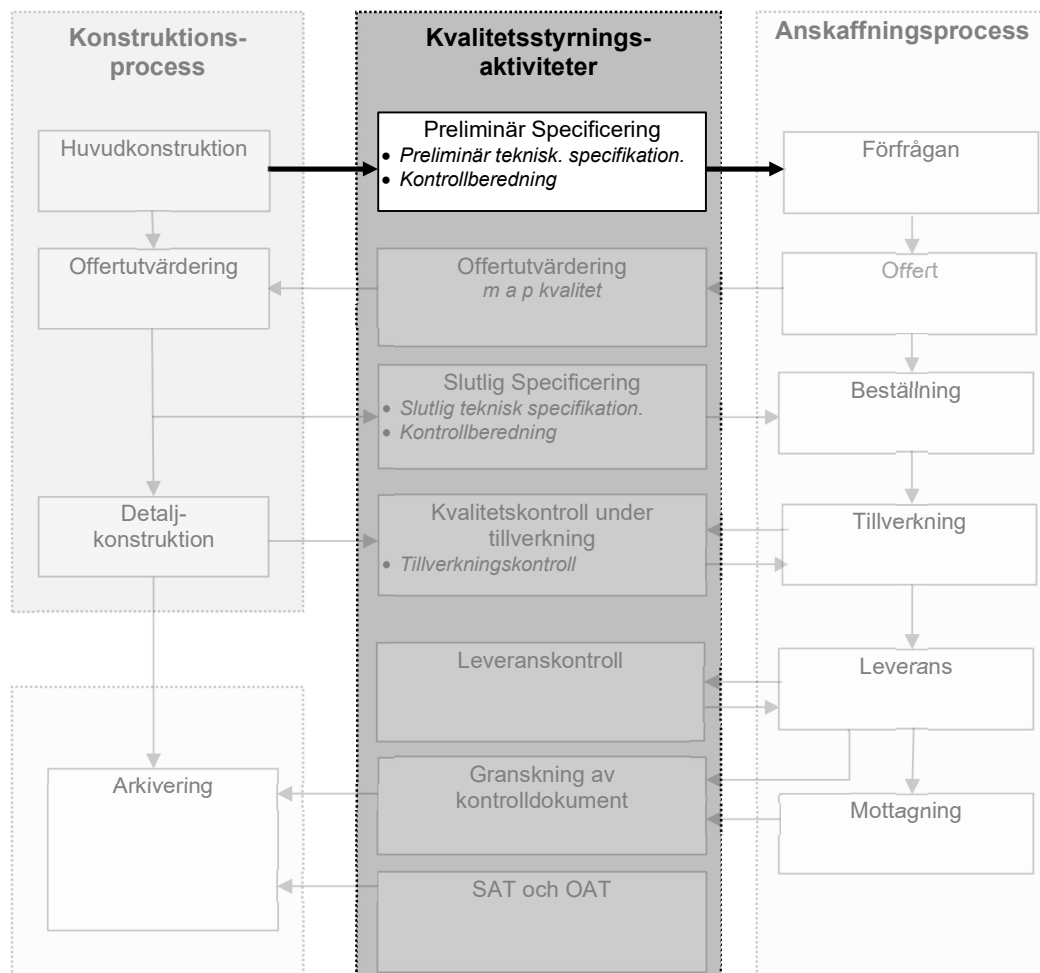 Konstruktions-
process
Huvudkonstruktion
Offertutvärdering
Detalj-
konstruktion
Arkivering
Kvalitetsstyrnings-
aktiviteter
Preliminär Specificering
• Preliminär teknisk. specifikation.
• Kontrollberedning
Offertutvärdering
m a p kvalitet
Slutlig Specificering
• Slutlig teknisk specifikation.
• Kontrollberedning
Kvalitetskontroll under
tillverkning
• Tillverkningskontroll
Leveranskontroll
Granskning av
kontrolldokument
SAT och OAT
Anskaffningsprocess
Förfrågan
Offert
Beställning
Tillverkning
Leverans
Mottagning